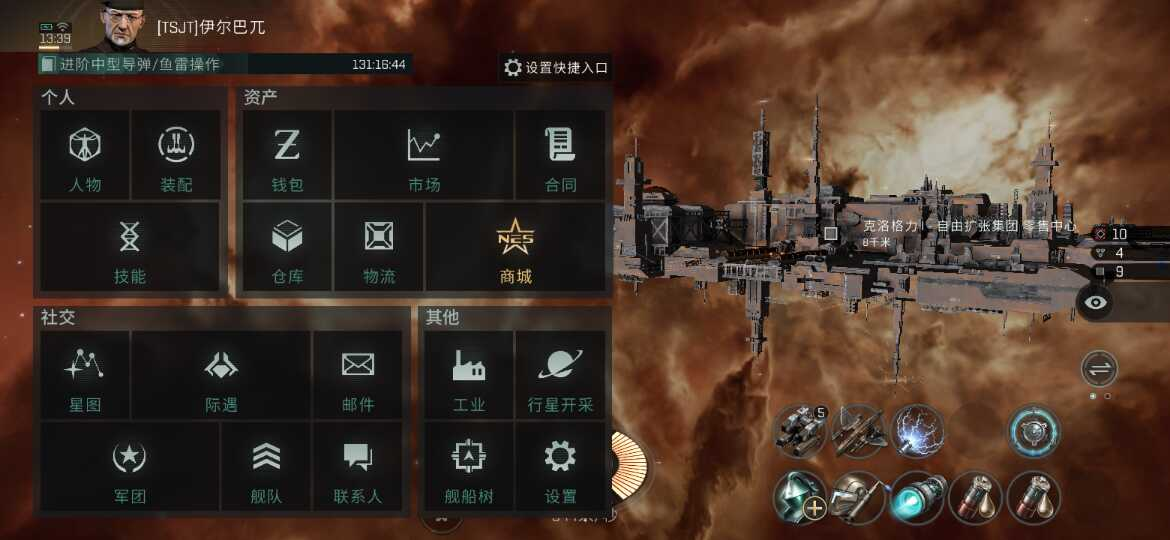 [TSJT]伊尔巴兀
13:39
进阶中型导弹/鱼雷操作
131:16:44
设置快捷入口
个人
资产
人物
装配
钱包
市场
合同
技能
仓库
物流
NES
商城
克洛格力 I - 自由扩张集团 零售中心
8千米
10
4
9
社交
其他
星图
际遇
邮件
工业
行星开采
军团
舰队
联系人
舰船树
设置
5